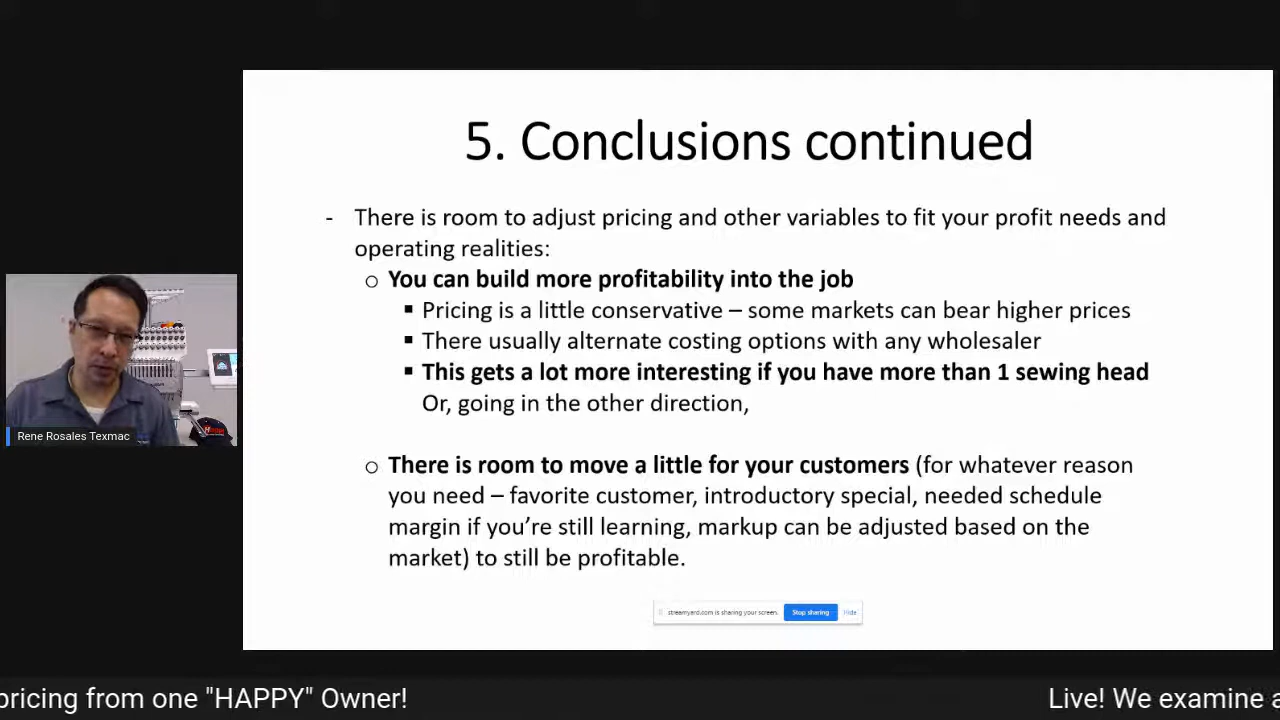 5. Conclusions continued
- There is room to adjust pricing and other variables to fit your profit needs and
operating realities:
o You can build more profitability into the job
▪ Pricing is a little conservative – some markets can bear higher prices
▪ There usually alternate costing options with any wholesaler
▪ This gets a lot more interesting if you have more than 1 sewing head
Or, going in the other direction,
o There is room to move a little for your customers (for whatever reason
you need – favorite customer, introductory special, needed schedule
margin if you're still learning, markup can be adjusted based on the
market) to still be profitable.
Rene Rosales Texmac
streamyard.com is sharing your screen. Stop sharing Hide
pricing from one "HAPPY" Owner! Live! We examine a